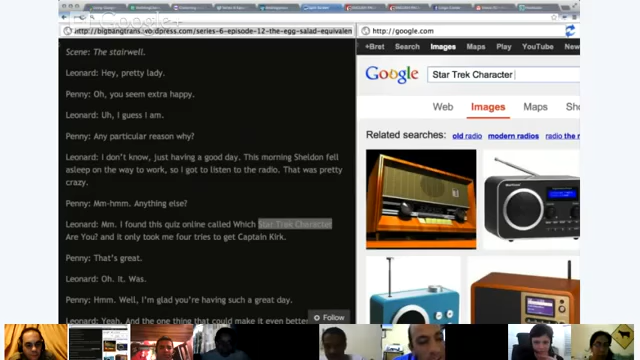 http://bigbangtrans.wordpress.com/series-6-episode-12-the-egg-salad-equivalen
Scene: The stairwell.
Leonard: Hey, pretty lady.
Penny: Oh, you seem extra happy.
Leonard: Uh, I guess I am.
Penny: Any particular reason why?
Leonard: I don't know, just having a good day. This morning Sheldon fell
asleep on the way to work, so I got to listen to the radio. That was pretty
crazy.
Penny: Mm-hmm. Anything else?
Leonard: Mm. I found this quiz online called Which Star Trek Character
Are You? and it only took me four tries to get Captain Kirk.
Penny: That's great.
Leonard: Oh. It. Was.
Penny: Hmm. Well, I'm glad you're having such a great day.
Leonard: Yeah. And the one thing that could make it even better
Follow
http://google.com
+Bret Search Images Maps Play YouTube New
Google Star Trek Character
Web Images Maps Sho
Related searches: old radio modern radios radio the